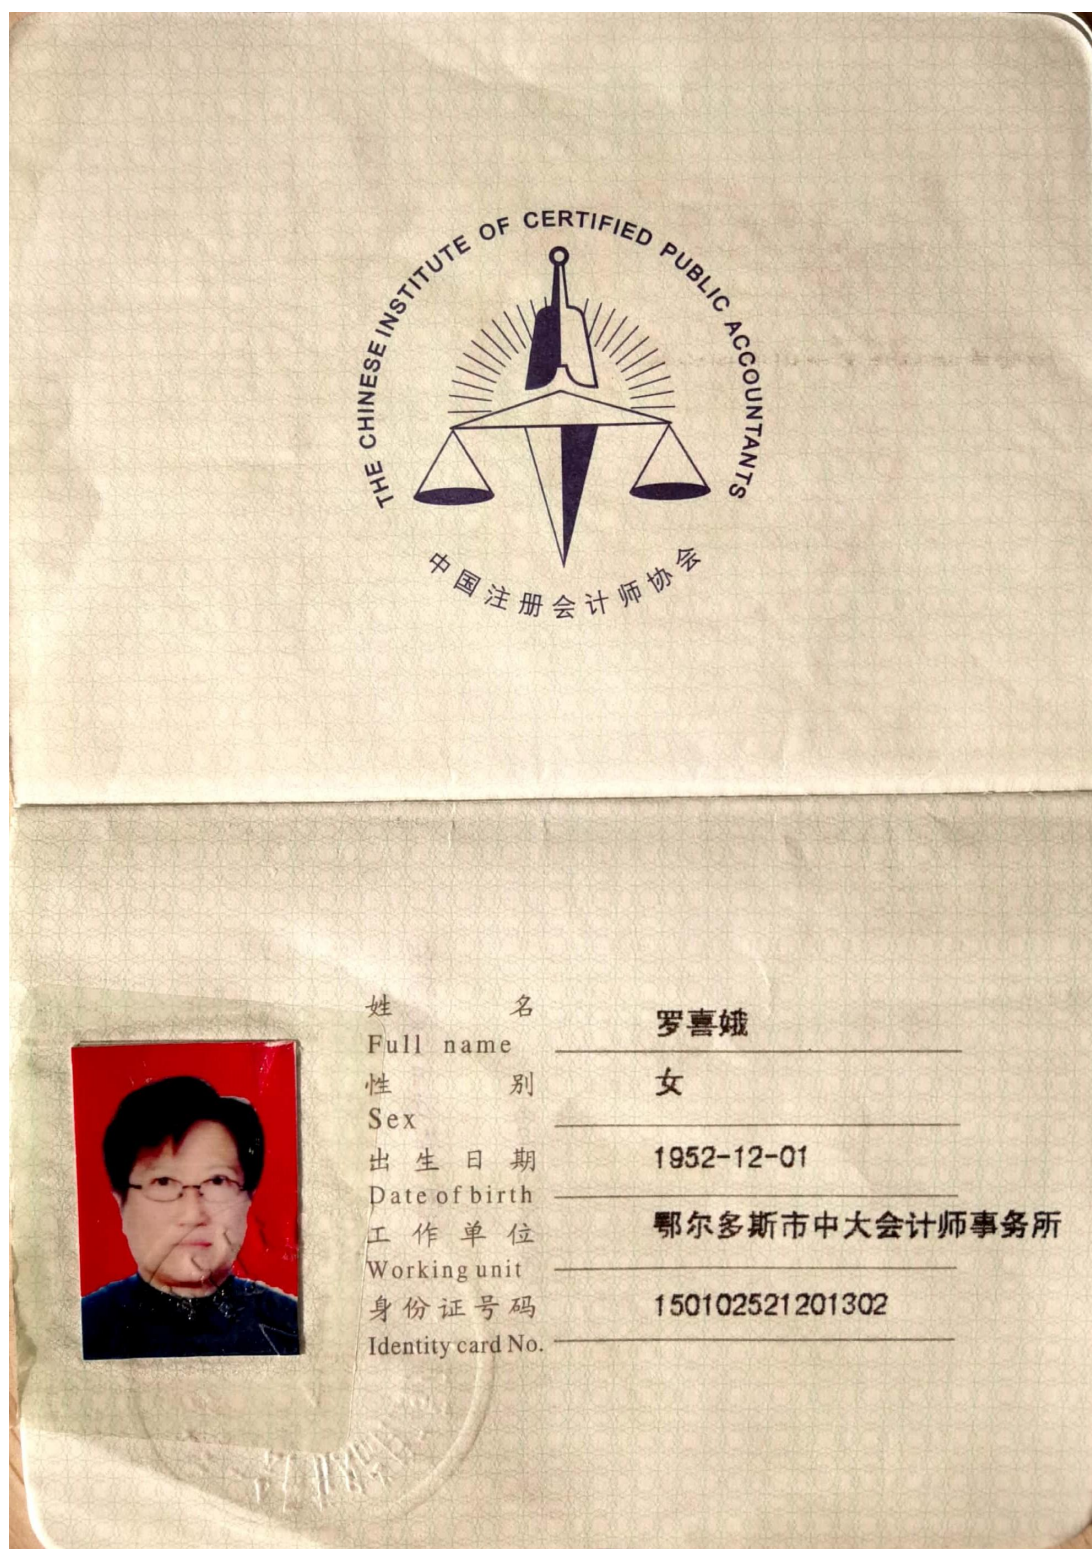 THE CHINESE INSTITUTE OF CERTIFIED PUBLIC ACCOUNTANTS
中国注册会计师协会
姓 名 罗喜娥
Full name
性 别 女
Sex
出生日期 1952-12-01
Date of birth
工作单位 鄂尔多斯市中大会计师事务所
Working unit
身份证号码 150102521201302
Identity card No.